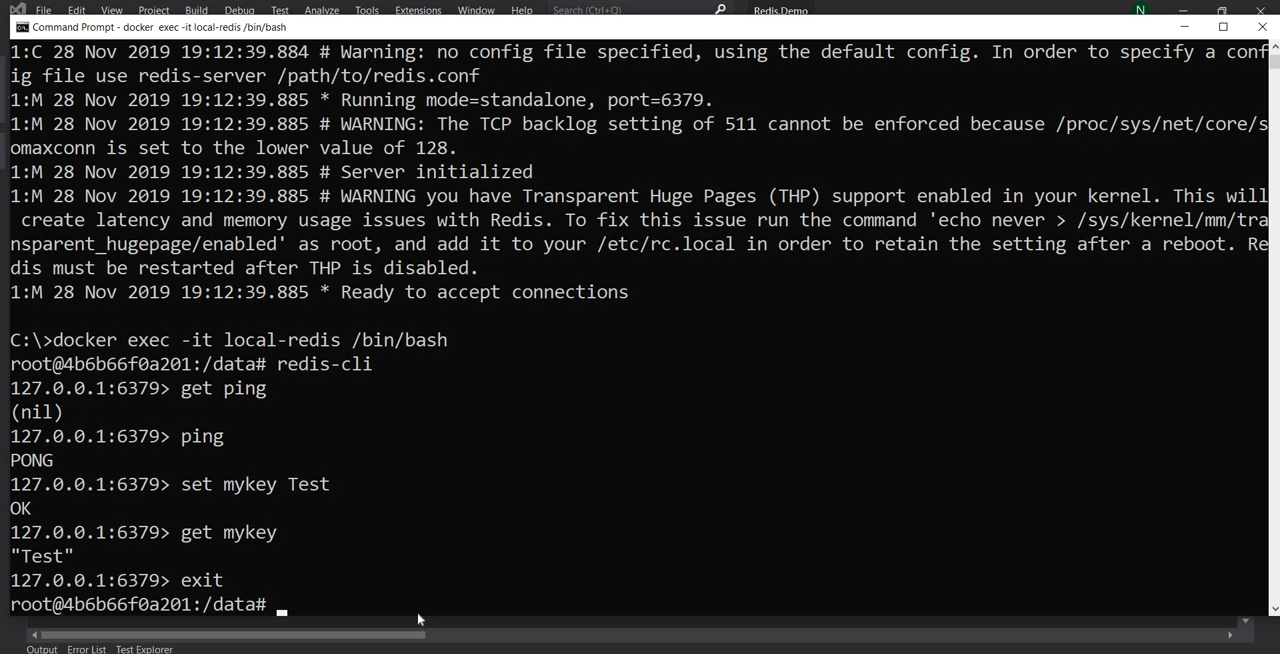 File Edit View Project Build Debug Test Analyze Tools Extensions Window Help Search (Ctrl+Q) Redis.Demo N
Command Prompt - docker exec -it local-redis /bin/bash
1:C 28 Nov 2019 19:12:39.884 # Warning: no config file specified, using the default config. In order to specify a conf
ig file use redis-server /path/to/redis.conf
1:M 28 Nov 2019 19:12:39.885 * Running mode=standalone, port=6379.
1:M 28 Nov 2019 19:12:39.885 # WARNING: The TCP backlog setting of 511 cannot be enforced because /proc/sys/net/core/s
omaxconn is set to the lower value of 128.
1:M 28 Nov 2019 19:12:39.885 # Server initialized
1:M 28 Nov 2019 19:12:39.885 # WARNING you have Transparent Huge Pages (THP) support enabled in your kernel. This will
 create latency and memory usage issues with Redis. To fix this issue run the command 'echo never > /sys/kernel/mm/tra
nsparent_hugepage/enabled' as root, and add it to your /etc/rc.local in order to retain the setting after a reboot. Re
dis must be restarted after THP is disabled.
1:M 28 Nov 2019 19:12:39.885 * Ready to accept connections
C:\>docker exec -it local-redis /bin/bash
root@4b6b66f0a201:/data# redis-cli
127.0.0.1:6379> get ping
(nil)
127.0.0.1:6379> ping
PONG
127.0.0.1:6379> set mykey Test
OK
127.0.0.1:6379> get mykey
"Test"
127.0.0.1:6379> exit
root@4b6b66f0a201:/data#
Output Error List Test Explorer